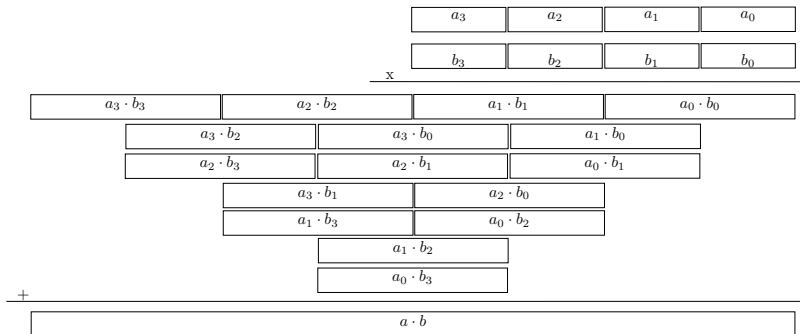 a₃ a₂ a₁ a₀
b₃ b₂ b₁ b₀
x
a₃ · b₃ a₂ · b₂ a₁ · b₁ a₀ · b₀
a₃ · b₂ a₃ · b₀ a₁ · b₀
a₂ · b₃ a₂ · b₁ a₀ · b₁
a₃ · b₁ a₂ · b₀
a₁ · b₃ a₀ · b₂
a₁ · b₂
a₀ · b₃
+
a · b